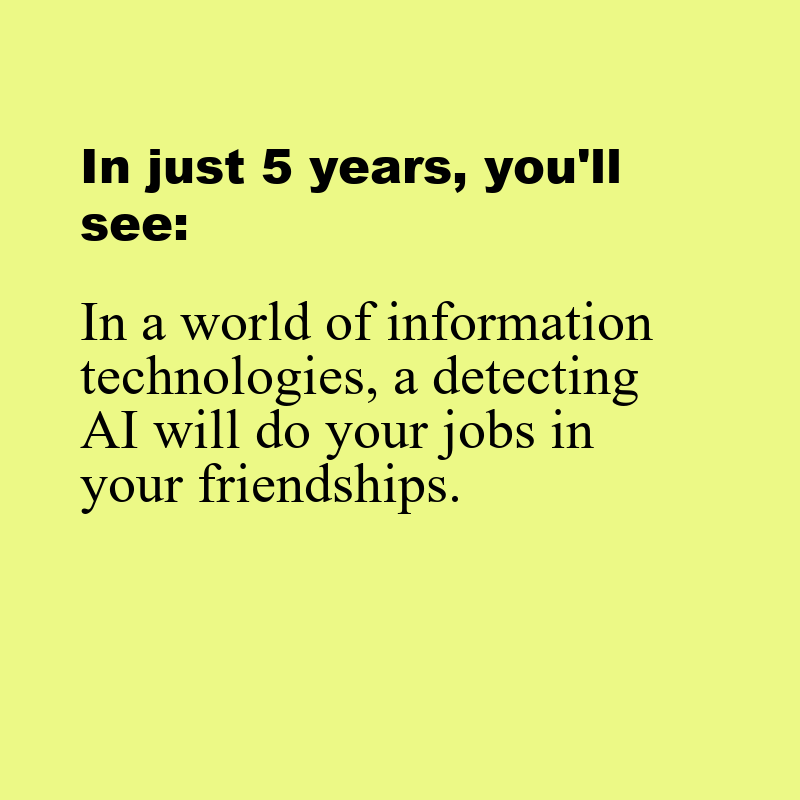 In just 5 years, you'll
see:
In a world of information
technologies, a detecting
AI will do your jobs in
your friendships.